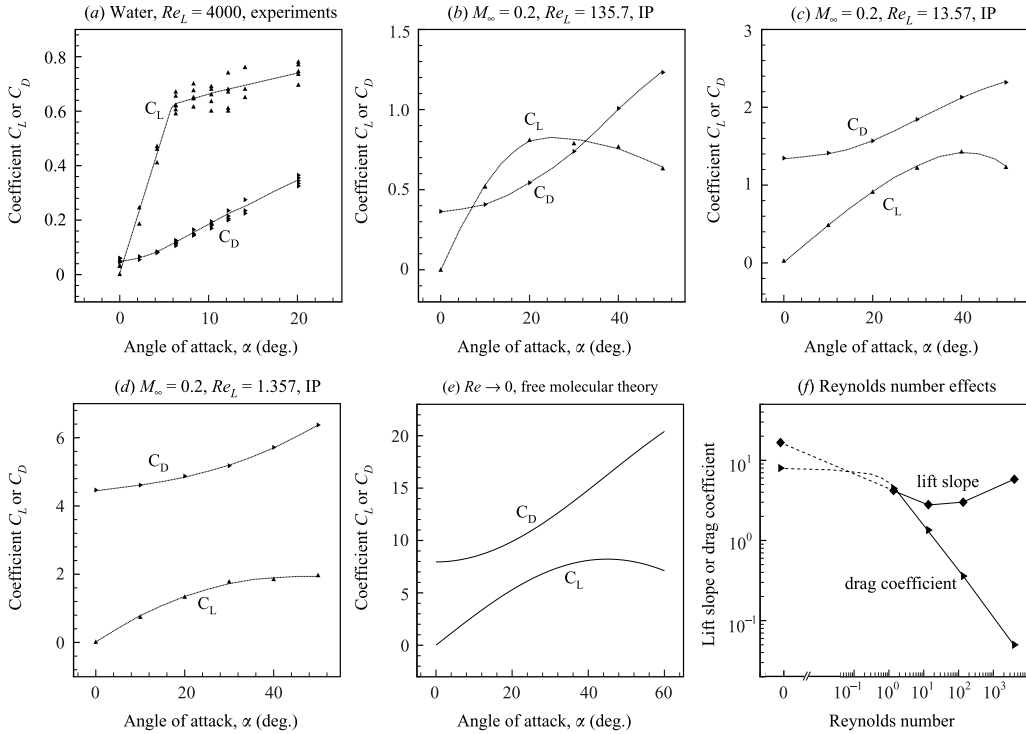 (a) Water, Re_L = 4000, experiments
Coefficient C_L or C_D
0.8
0.6
0.4
0.2
0
C_L
C_D
0
10
20
Angle of attack, α (deg.)
(b) M_∞ = 0.2, Re_L = 135.7, IP
Coefficient C_L or C_D
1.5
1.0
0.5
0
C_L
C_D
0
20
40
Angle of attack, α (deg.)
(c) M_∞ = 0.2, Re_L = 13.57, IP
Coefficient C_L or C_D
3
2
1
0
C_D
C_L
0
20
40
Angle of attack, α (deg.)
(d) M_∞ = 0.2, Re_L = 1.357, IP
Coefficient C_L or C_D
6
4
2
0
C_D
C_L
0
20
40
Angle of attack, α (deg.)
(e) Re → 0, free molecular theory
Coefficient C_L or C_D
20
15
10
5
0
C_D
C_L
0
20
40
60
Angle of attack, α (deg.)
(f) Reynolds number effects
Lift slope or drag coefficient
10^1
10^0
10^−1
lift slope
drag coefficient
0
10^−1
10^0
10^1
10^2
10^3
Reynolds number